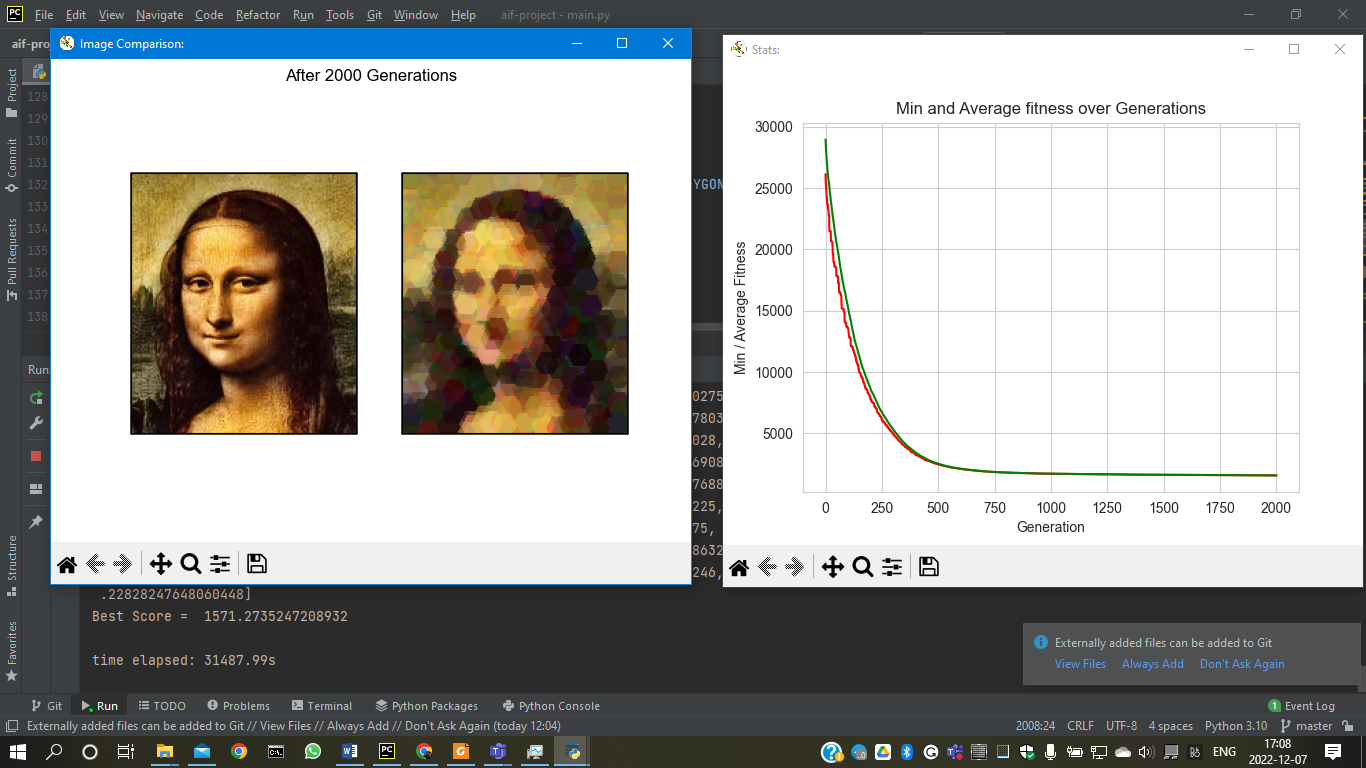 PC File Edit View Navigate Code Refactor Run Tools Git Window Help aif-project - main.py
aif-pro
Image Comparison:
After 2000 Generations
Stats:
Min and Average fitness over Generations
Min / Average Fitness
30000
25000
20000
15000
10000
5000
0 250 500 750 1000 1250 1500 1750 2000
Generation
Project
Commit
Pull Requests
Structure
Favorites
128
129
130
131
132
133
134
135
136
137
138
YGON
Run:
0275
7803
028,
6908
7688
225,
75,
8632
246,
.22828247648060448]
Best Score = 1571.2735247208932
time elapsed: 31487.99s
Externally added files can be added to Git
View Files Always Add Don't Ask Again
Git Run TODO Problems Terminal Python Packages Python Console 1 Event Log
Externally added files can be added to Git // View Files // Always Add // Don't Ask Again (today 12:04) 2008:24 CRLF UTF-8 4 spaces Python 3.10 master
ENG
17:08
2022-12-07